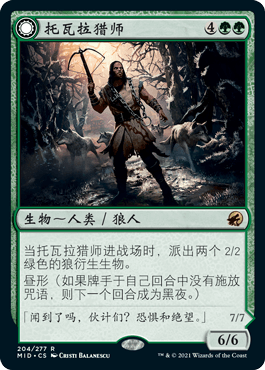 托瓦拉猎师 4
生物～人类 / 狼人
当托瓦拉猎师进战场时，派出两个 2/2
绿色的狼衍生生物。
昼形（如果牌手于自己回合中没有施放
咒语，则下一个回合成为黑夜。）
「闻到了吗，伙计们？恐惧和绝望。」 7/7
6/6
204/277 R
MID • CS CRISTI BALANESCU
™ & © 2021 Wizards of the Coast